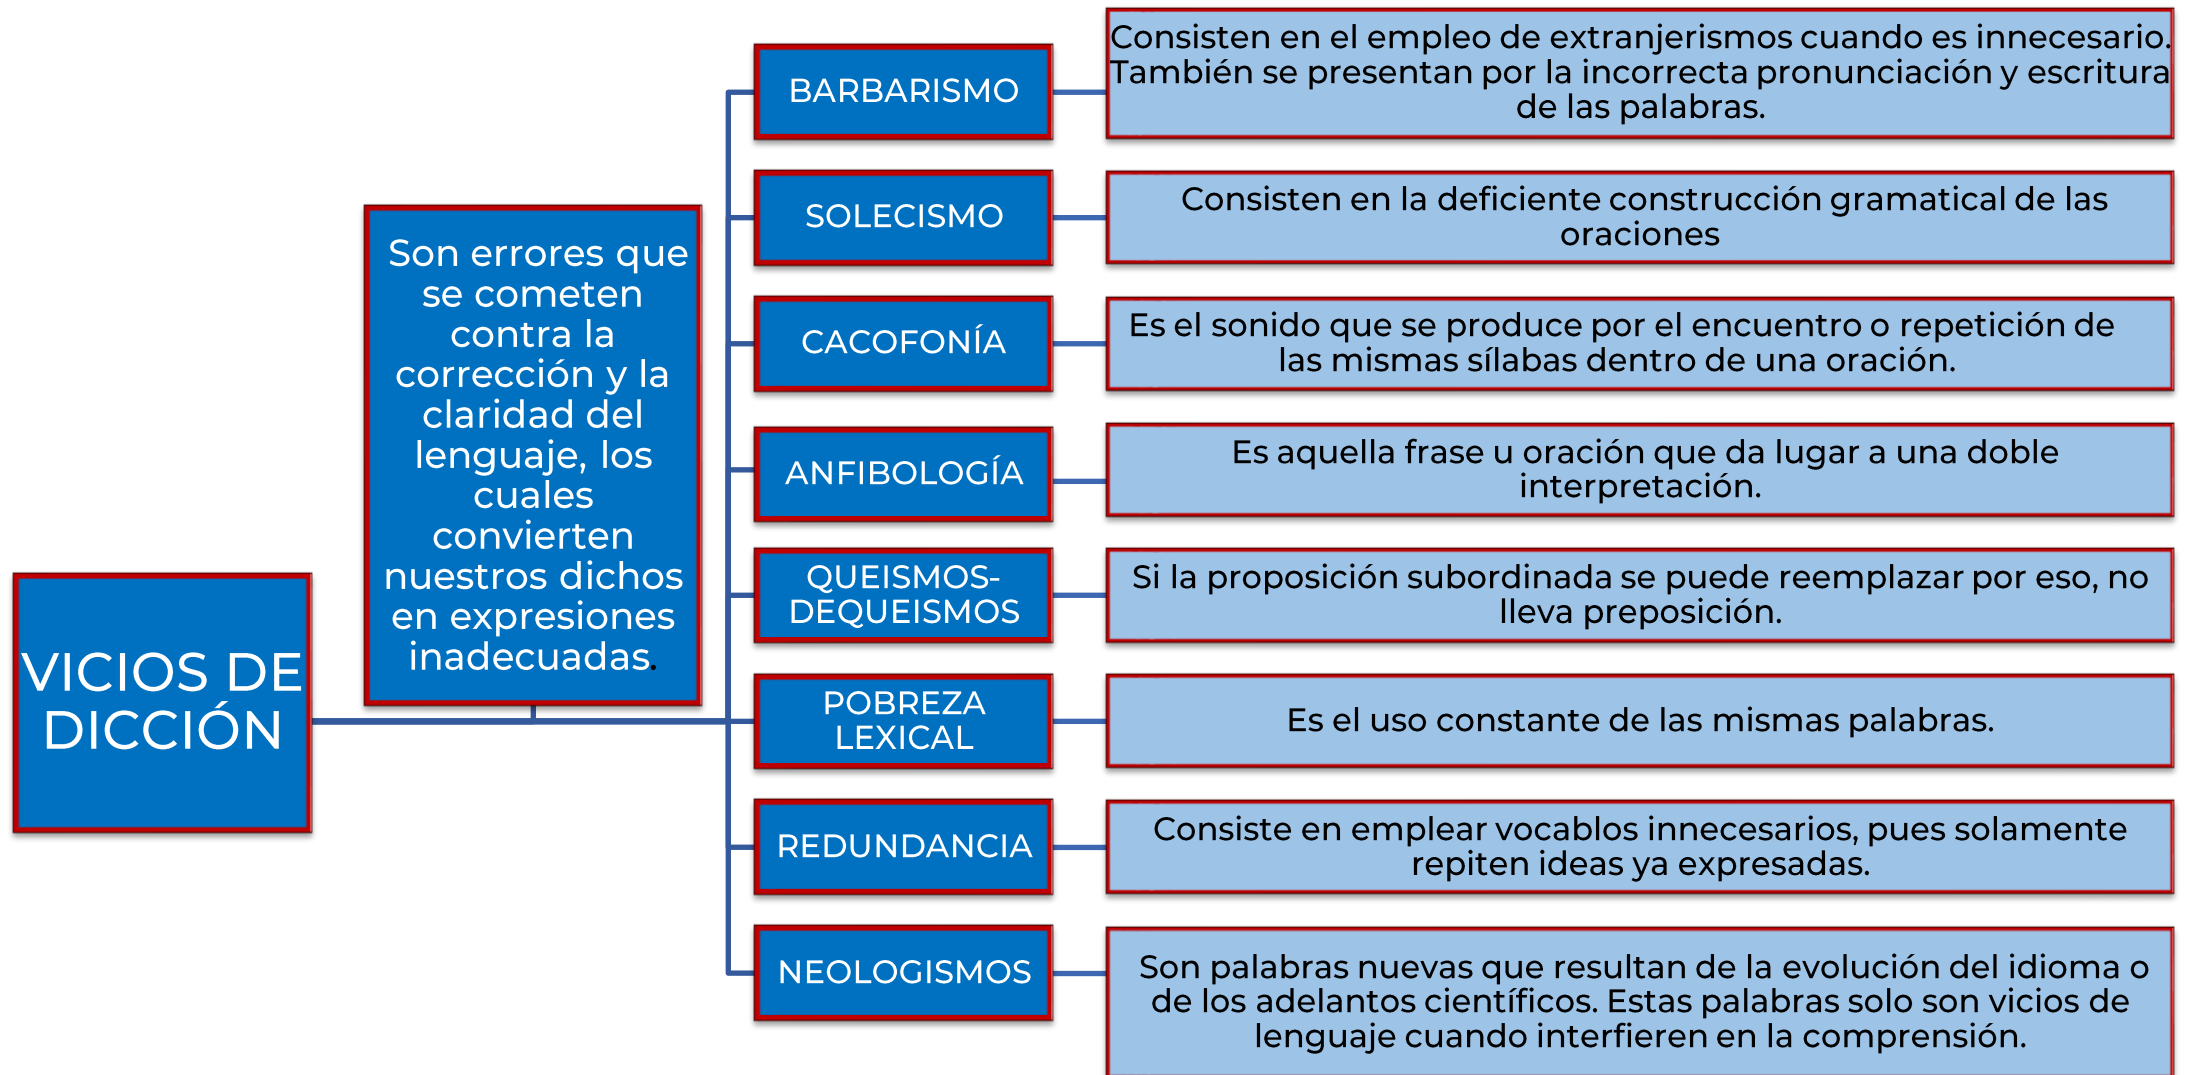 VICIOS DE
DICCIÓN
Son errores que
se cometen
contra la
corrección y la
claridad del
lenguaje, los
cuales
convierten
nuestros dichos
en expresiones
inadecuadas.
BARBARISMO
Consisten en el empleo de extranjerismos cuando es innecesario.
También se presentan por la incorrecta pronunciación y escritura
de las palabras.
SOLECISMO
Consisten en la deficiente construcción gramatical de las
oraciones
CACOFONÍA
Es el sonido que se produce por el encuentro o repetición de
las mismas sílabas dentro de una oración.
ANFIBOLOGÍA
Es aquella frase u oración que da lugar a una doble
interpretación.
QUEISMOS-
DEQUEISMOS
Si la proposición subordinada se puede reemplazar por eso, no
lleva preposición.
POBREZA
LEXICAL
Es el uso constante de las mismas palabras.
REDUNDANCIA
Consiste en emplear vocablos innecesarios, pues solamente
repiten ideas ya expresadas.
NEOLOGISMOS
Son palabras nuevas que resultan de la evolución del idioma o
de los adelantos científicos. Estas palabras solo son vicios de
lenguaje cuando interfieren en la comprensión.